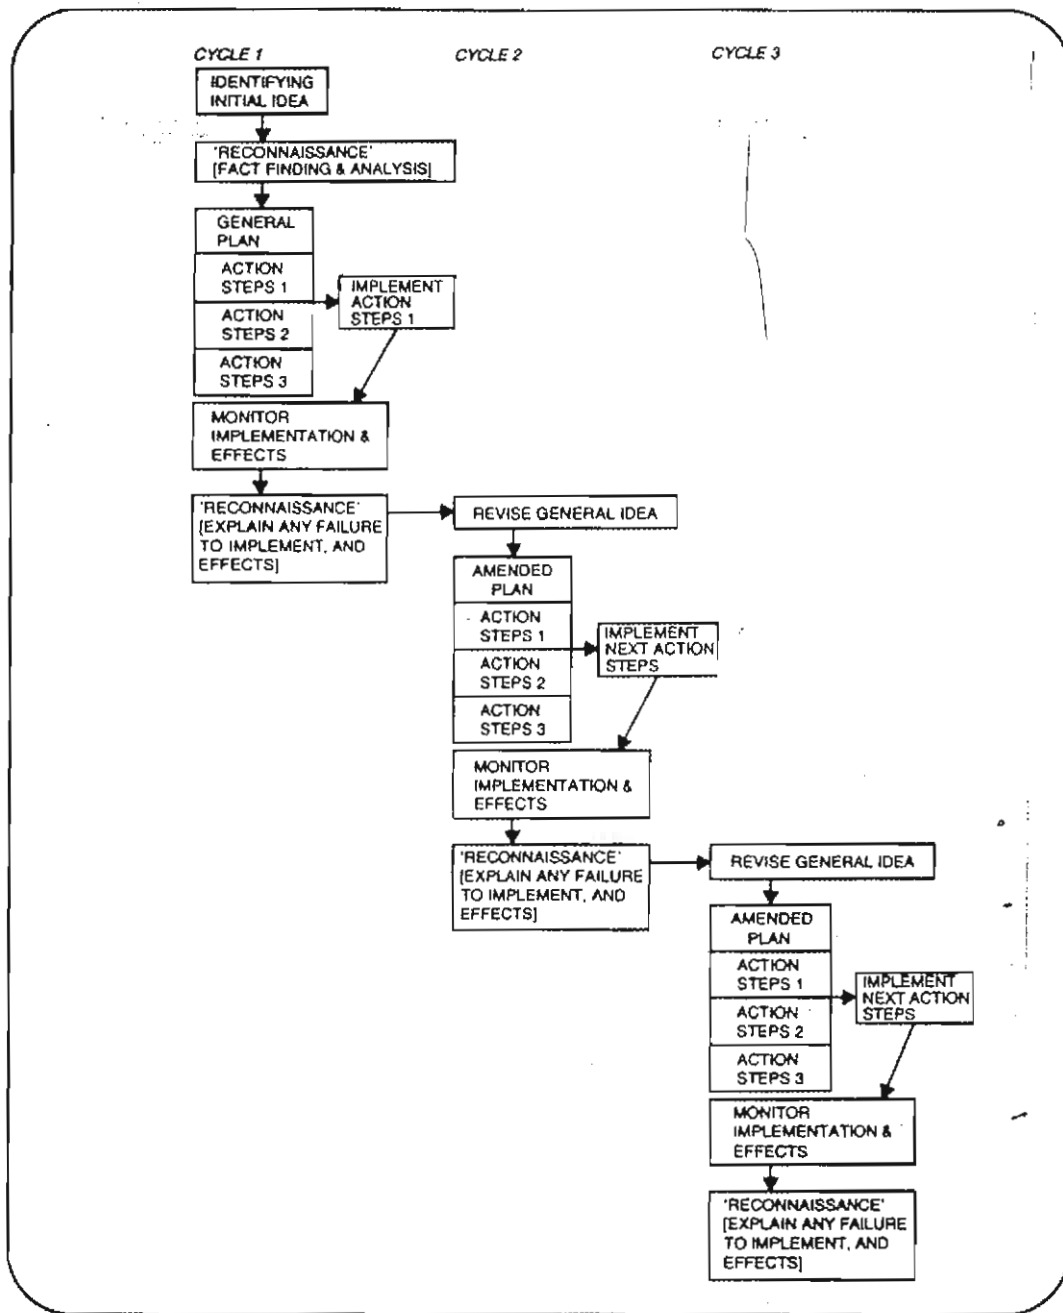 CYCLE 1
CYCLE 2
CYCLE 3
IDENTIFYING
INITIAL IDEA
'RECONNAISSANCE'
[FACT FINDING & ANALYSIS]
GENERAL
PLAN
ACTION
STEPS 1
ACTION
STEPS 2
ACTION
STEPS 3
IMPLEMENT
ACTION
STEPS 1
MONITOR
IMPLEMENTATION &
EFFECTS
'RECONNAISSANCE'
[EXPLAIN ANY FAILURE
TO IMPLEMENT, AND
EFFECTS]
REVISE GENERAL IDEA
AMENDED
PLAN
ACTION
STEPS 1
ACTION
STEPS 2
ACTION
STEPS 3
IMPLEMENT
NEXT ACTION
STEPS
MONITOR
IMPLEMENTATION &
EFFECTS
'RECONNAISSANCE'
[EXPLAIN ANY FAILURE
TO IMPLEMENT, AND
EFFECTS]
REVISE GENERAL IDEA
AMENDED
PLAN
ACTION
STEPS 1
ACTION
STEPS 2
ACTION
STEPS 3
IMPLEMENT
NEXT ACTION
STEPS
MONITOR
IMPLEMENTATION &
EFFECTS
'RECONNAISSANCE'
[EXPLAIN ANY FAILURE
TO IMPLEMENT, AND
EFFECTS]